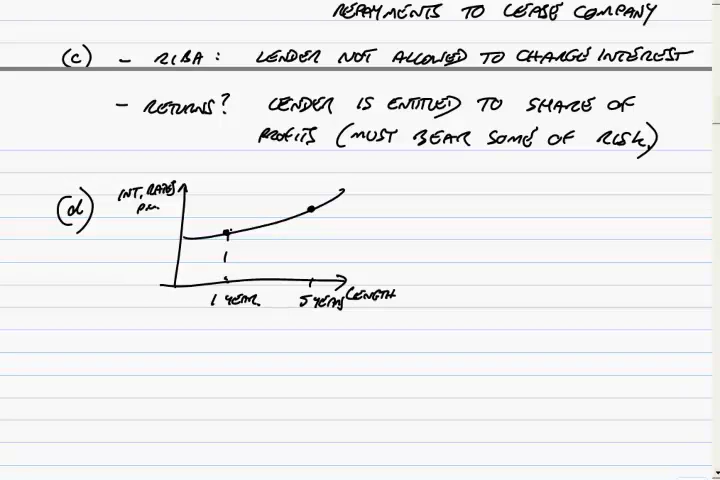 REPAYMENTS TO LEASE COMPANY
(c) - RIBA: LENDER NOT ALLOWED TO CHARGE INTEREST
- RETURNS? LENDER IS ENTITLED TO SHARE OF
PROFITS (MUST BEAR SOME OF RISK)
(d) INT. RATES
p.a.
1 YEAR 5 YEARS LENGTH